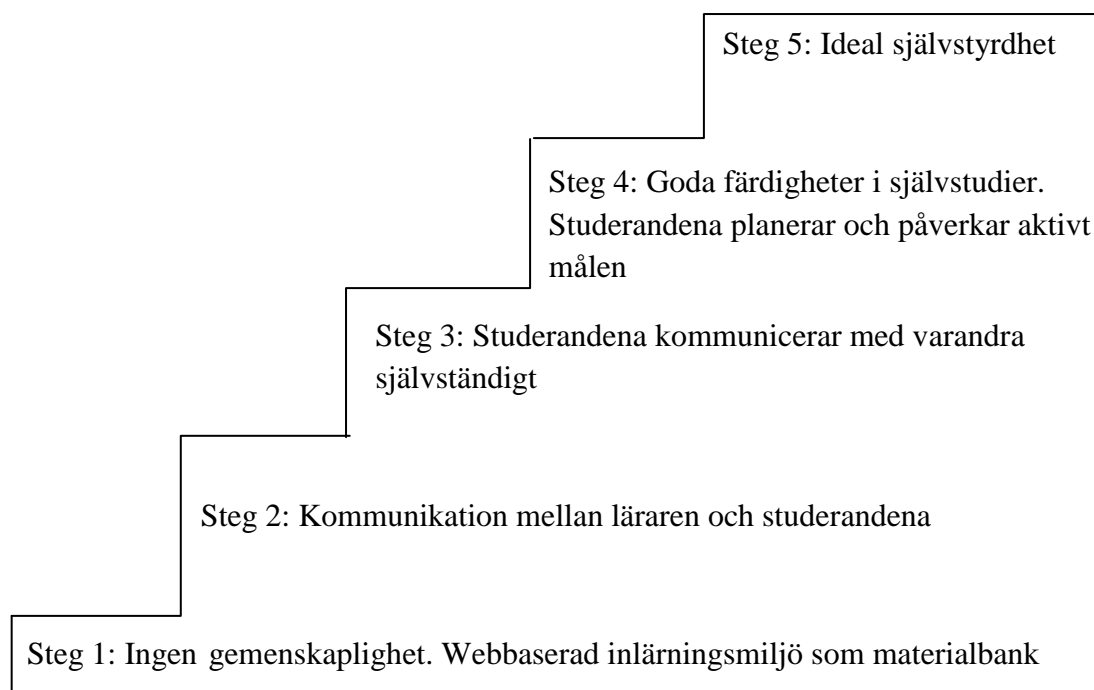 Steg 5: Ideal självstyrdhet
Steg 4: Goda färdigheter i självstudier.
Studerandena planerar och påverkar aktivt
målen
Steg 3: Studerandena kommunicerar med varandra
självständigt
Steg 2: Kommunikation mellan läraren och studerandena
Steg 1: Ingen gemenskaplighet. Webbaserad inlärningsmiljö som materialbank